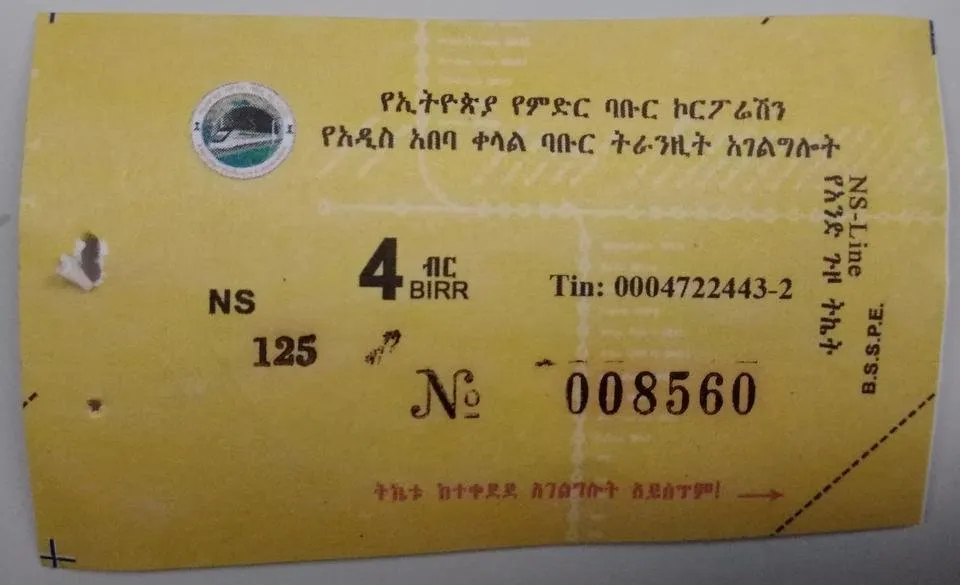 የኢትዮጵያ የምድር ባቡር ኮርፖሬሽን
የአዲስ አበባ ቀላል ባቡር ትራንዚት አገልግሎት
4 ብር
BIRR
NS
125
Tin: 0004722443-2
№ 008560
ትኬቱ ከተቀደደ አገልግሎት አይሰጥም!
NS-Line
የአንድ ጉዞ ትኬት
B.S.S.P.E.